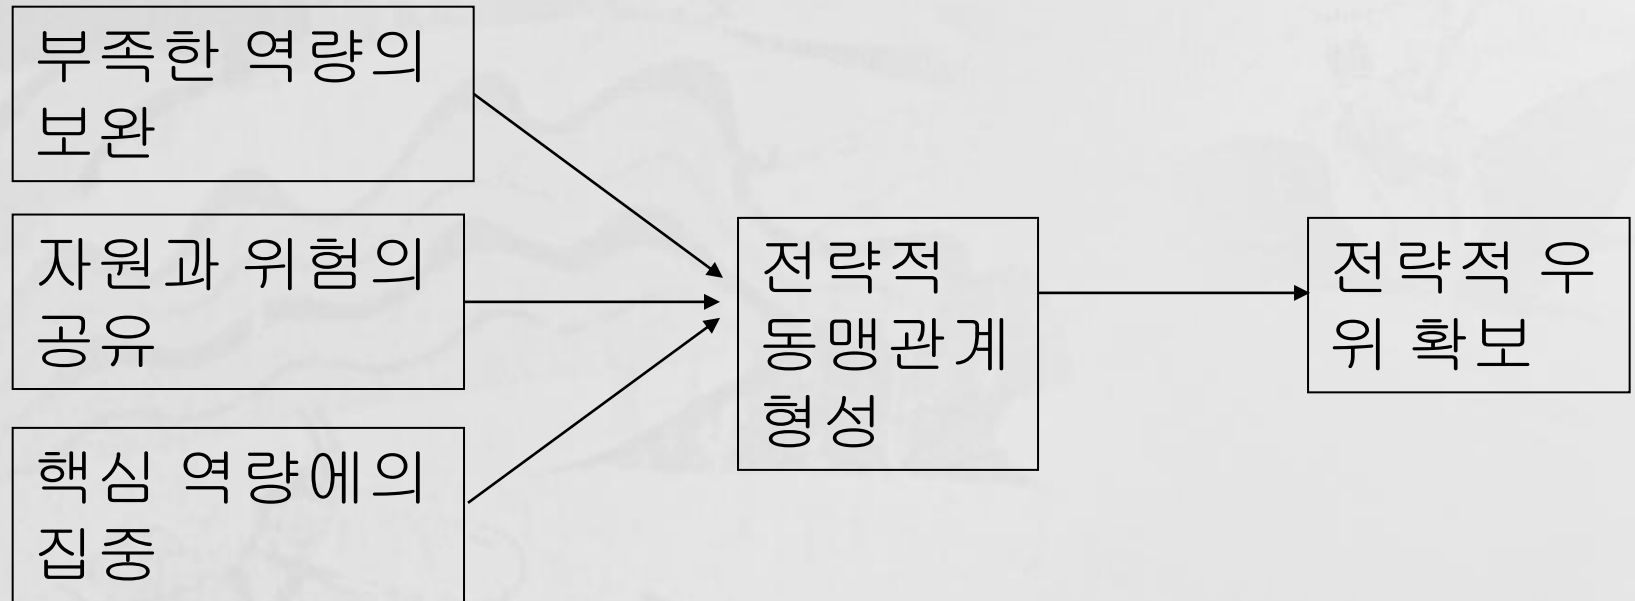 부족한 역량의
보완
자원과 위험의
공유
핵심 역량에의
집중
전략적
동맹관계
형성
전략적 우
위 확보